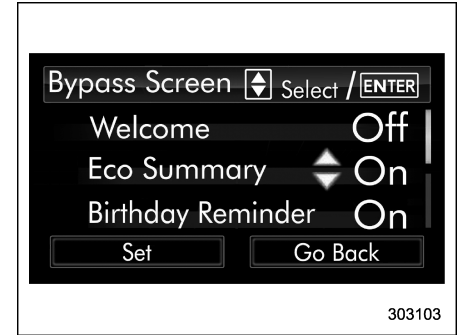 Bypass Screen Select / ENTER
Welcome Off
Eco Summary On
Birthday Reminder On
Set Go Back
303103